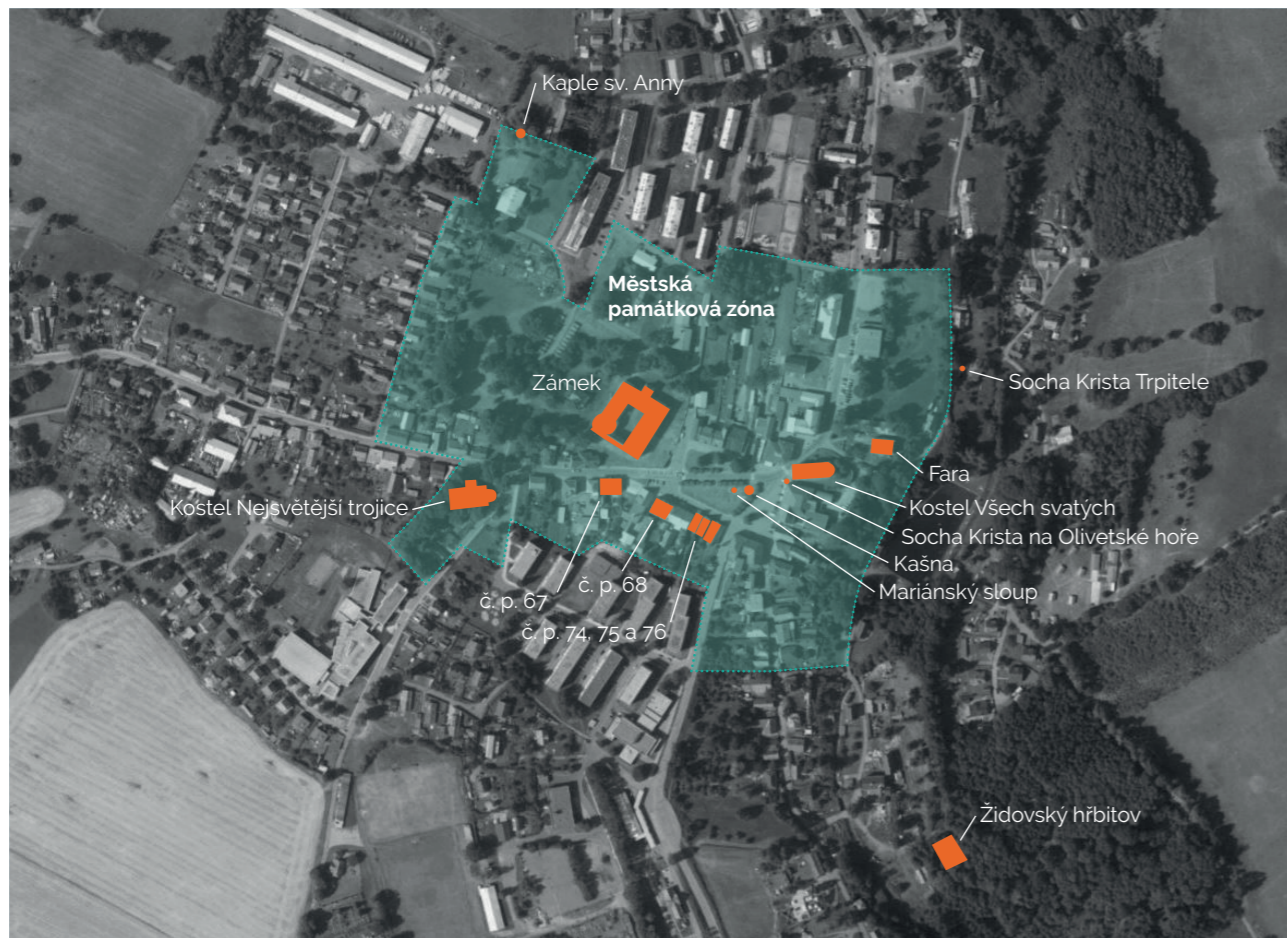 Kaple sv. Anny
Městská
památková zóna
Zámek
Socha Krista Trpitele
Fara
Kostel Nejsvětější trojice
Kostel Všech svatých
Socha Krista na Olivetské hoře
Kašna
č. p. 68
Mariánský sloup
č. p. 67
č. p. 74, 75 a 76
Židovský hřbitov